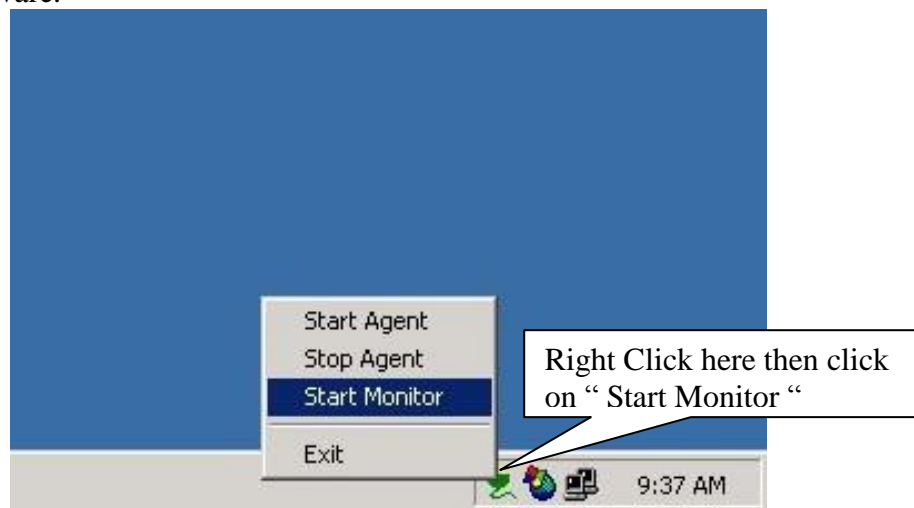 Start Agent
Stop Agent
Start Monitor
Exit
Right Click here then click
on “ Start Monitor “
9:37 AM